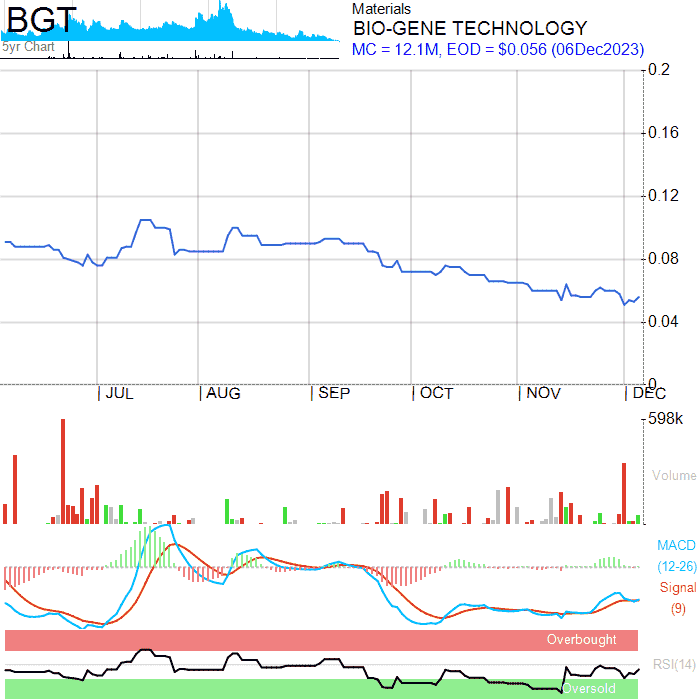 BGT
5yr Chart
Materials
BIO-GENE TECHNOLOGY
MC = 12.1M, EOD = $0.056 (06Dec2023)
0.2
0.16
0.12
0.08
0.04
0
JUL AUG SEP OCT NOV DEC
598k
Volume
MACD
(12-26)
Signal
(9)
Overbought
RSI(14)
Oversold